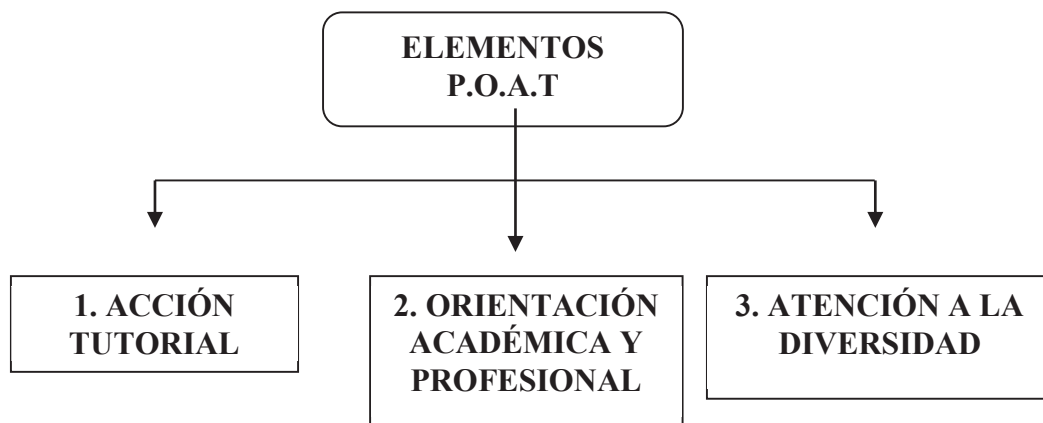 ELEMENTOS
P.O.A.T
1. ACCIÓN
TUTORIAL
2. ORIENTACIÓN
ACADÉMICA Y
PROFESIONAL
3. ATENCIÓN A LA
DIVERSIDAD